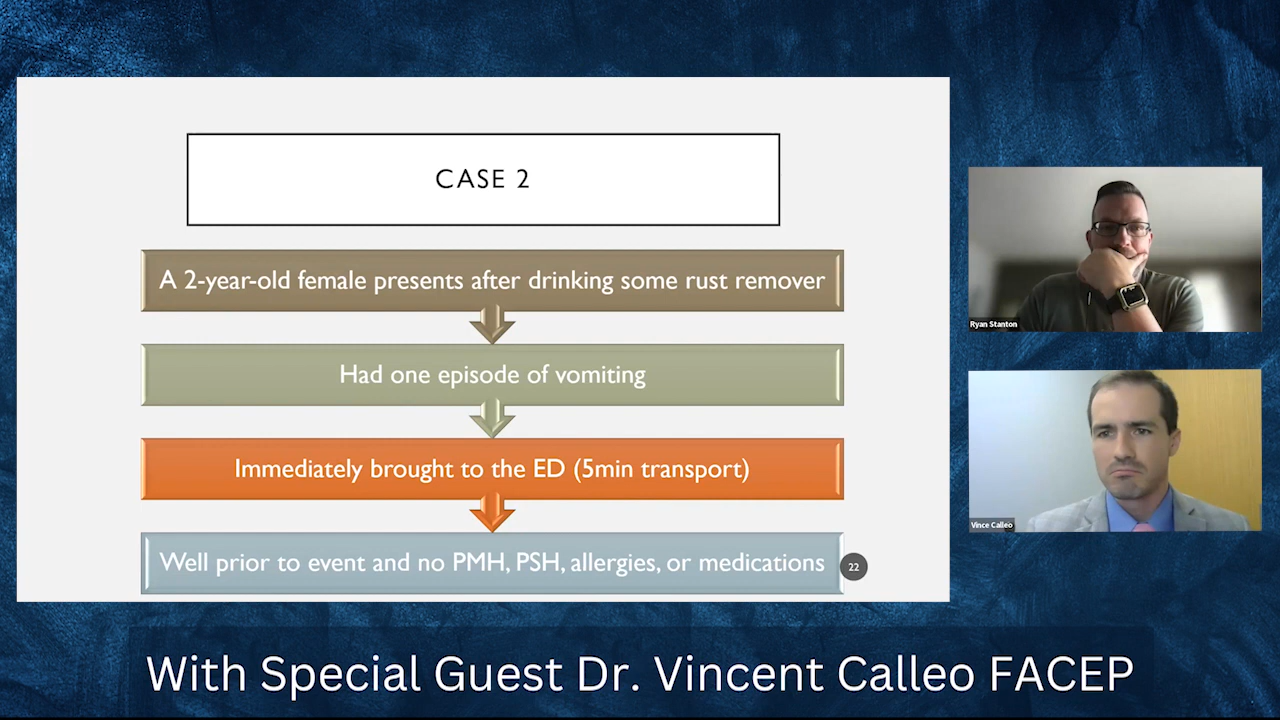 CASE 2
A 2-year-old female presents after drinking some rust remover
Had one episode of vomiting
Immediately brought to the ED (5min transport)
Well prior to event and no PMH, PSH, allergies, or medications
22
Ryan Stanton
Vince Calleo
With Special Guest Dr. Vincent Calleo FACEP